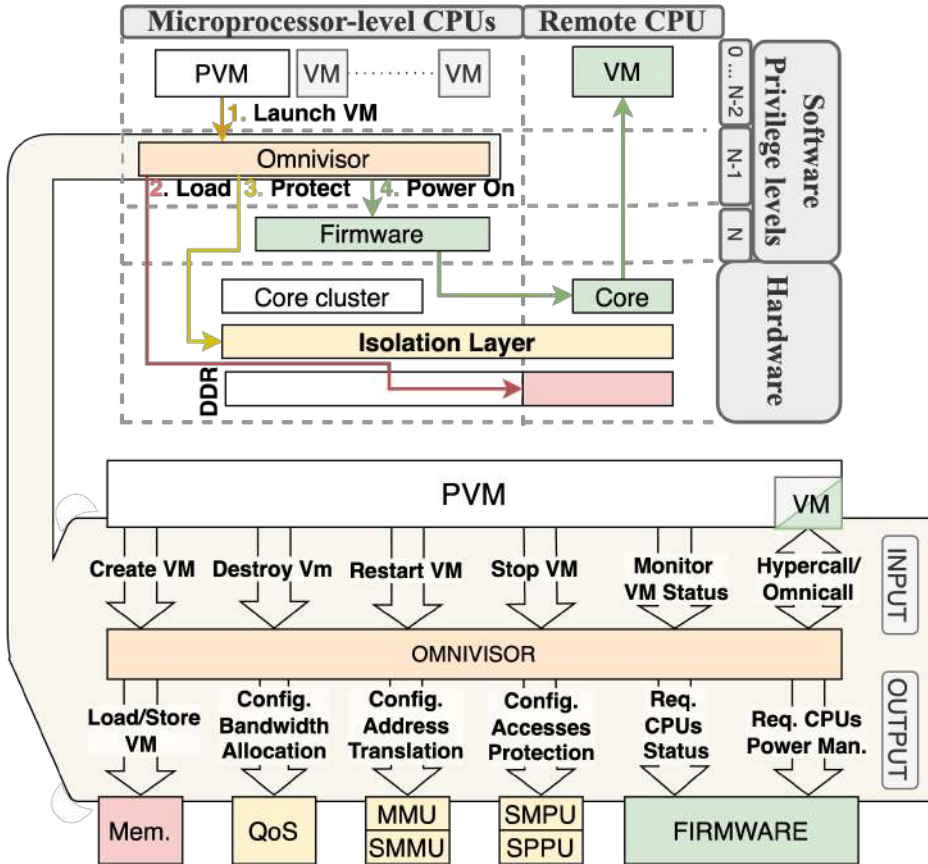 Microprocessor-level CPUs
Remote CPU
PVM
VM
VM
VM
0 ... N-2
1. Launch VM
Omnivisor
N-1
2. Load
3. Protect
4. Power On
Firmware
N
Software
Privilege levels
Core cluster
Core
Isolation Layer
DDR
Hardware
PVM
VM
Create VM
Destroy Vm
Restart VM
Stop VM
Monitor
VM Status
Hypercall/
Omnicall
INPUT
OMNIVISOR
Load/Store
VM
Config.
Bandwidth
Allocation
Config.
Address
Translation
Config.
Accesses
Protection
Req.
CPUs
Status
Req. CPUs
Power Man.
OUTPUT
Mem.
QoS
MMU
SMMU
SMPU
SPPU
FIRMWARE